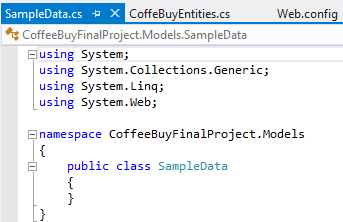 SampleData.cs CoffeBuyEntities.cs Web.config
CoffeeBuyFinalProject.Models.SampleData
using System;
using System.Collections.Generic;
using System.Linq;
using System.Web;
namespace CoffeeBuyFinalProject.Models
{
public class SampleData
{
}
}